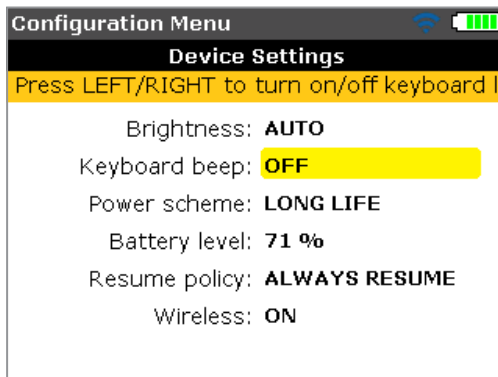 Configuration Menu
Device Settings
Press LEFT/RIGHT to turn on/off keyboard
Brightness: AUTO
Keyboard beep: OFF
Power scheme: LONG LIFE
Battery level: 71 %
Resume policy: ALWAYS RESUME
Wireless: ON